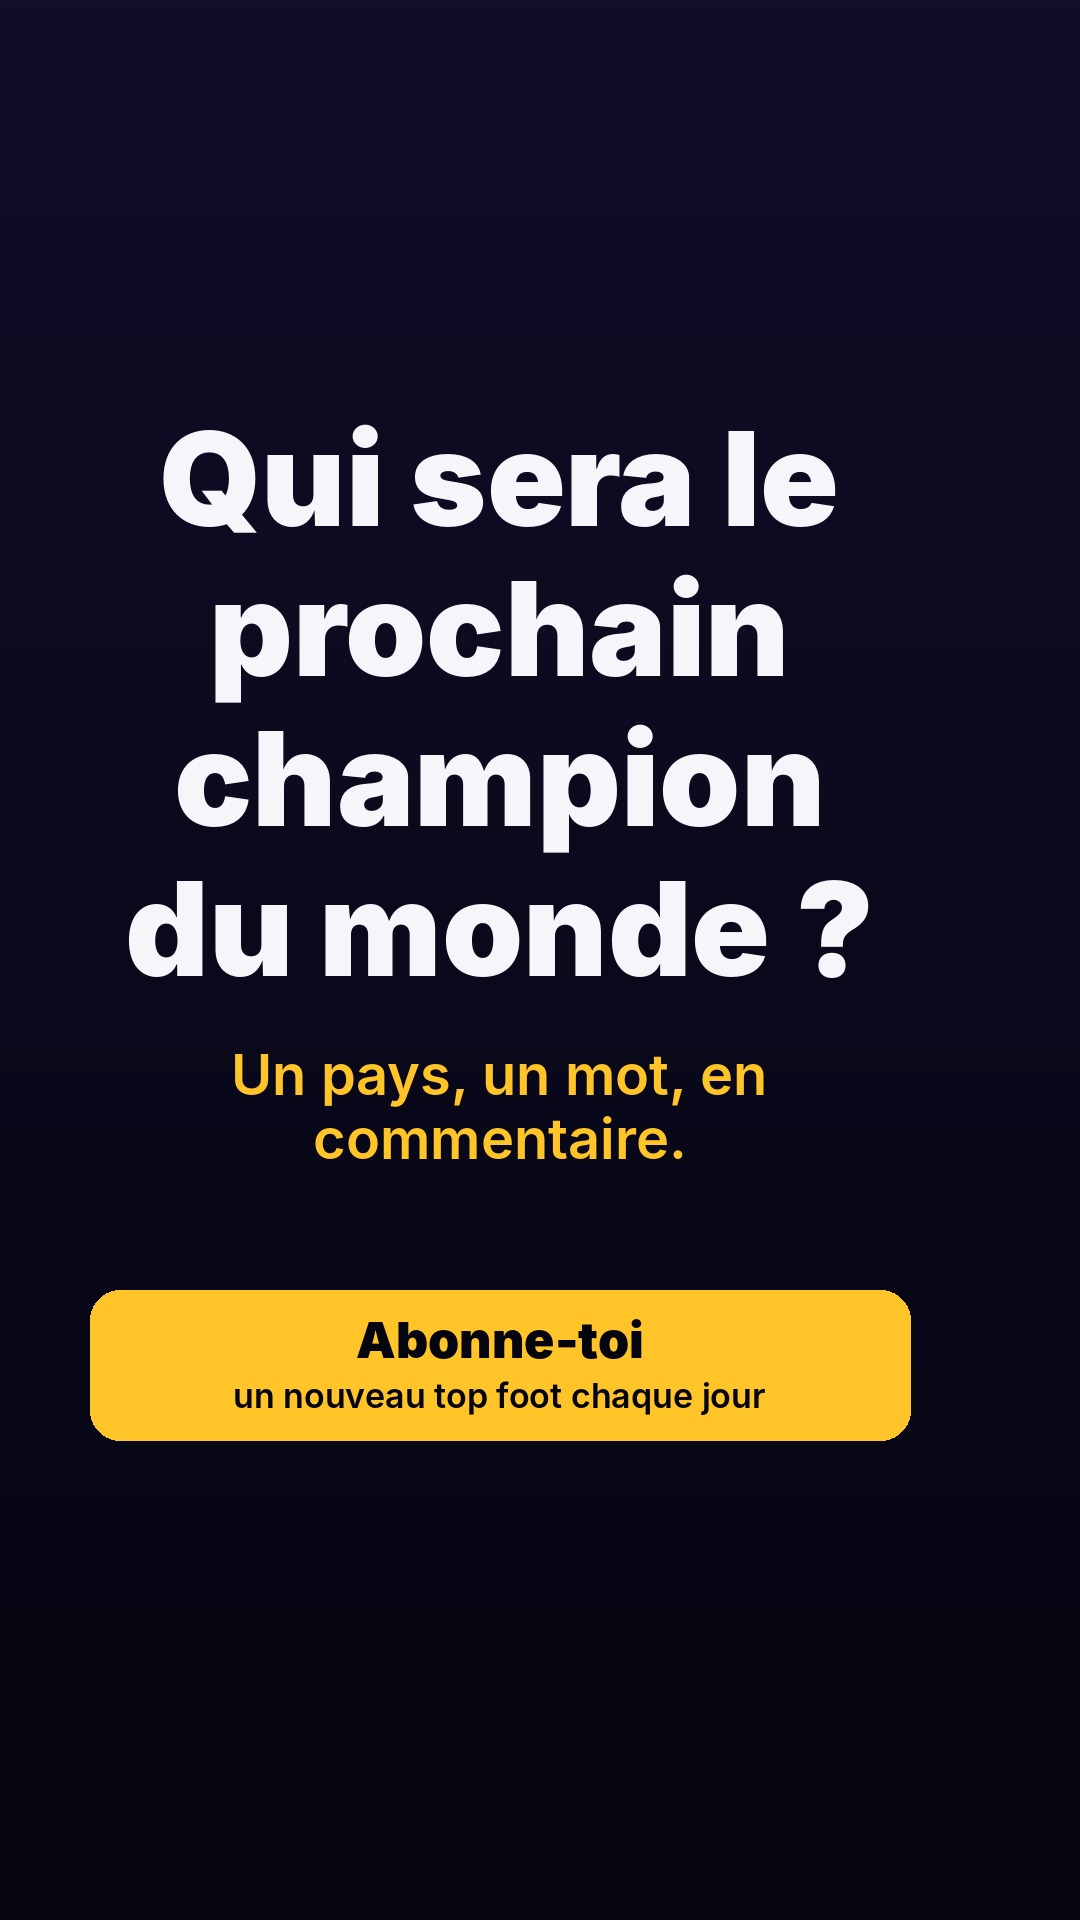 Qui sera le
prochain
champion
du monde ?
Un pays, un mot, en
commentaire.
Abonne-toi
un nouveau top foot chaque jour